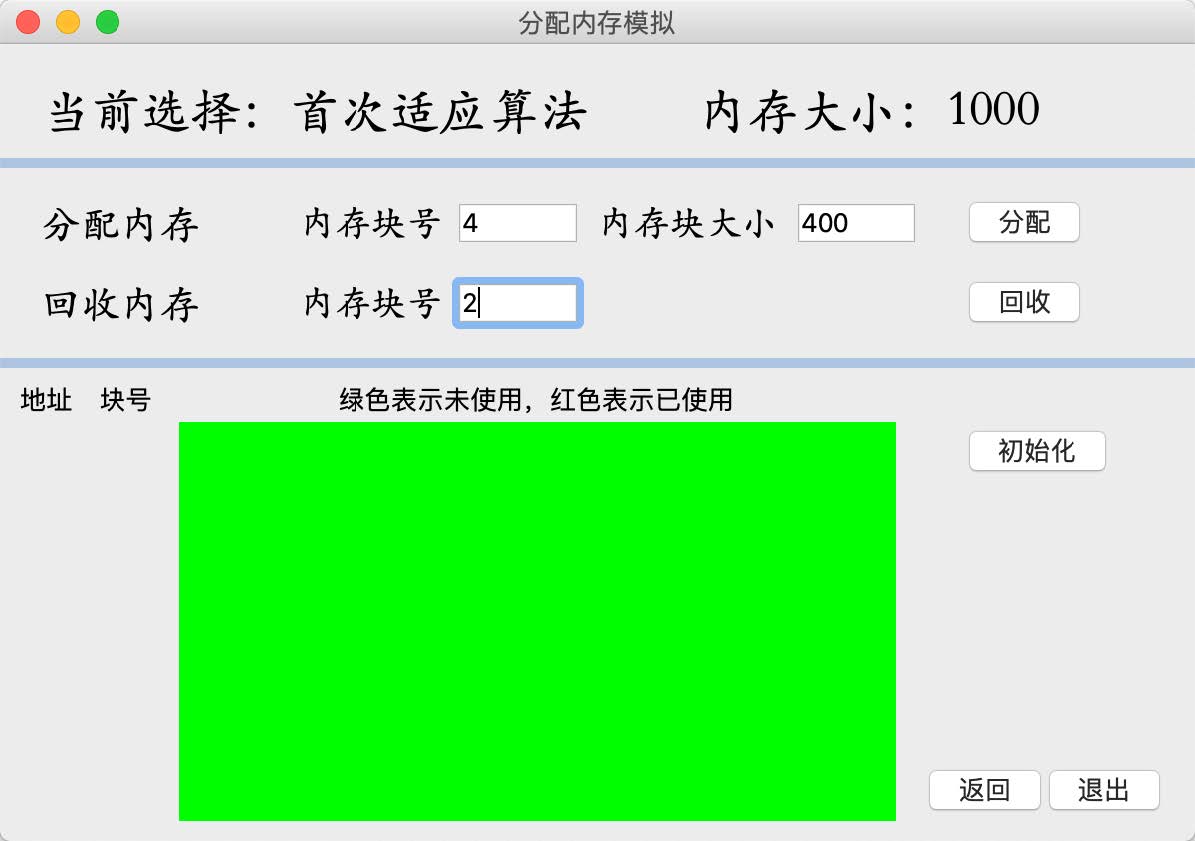 分配内存模拟
当前选择：首次适应算法 内存大小：1000
分配内存 内存块号 4 内存块大小 400 分配
回收内存 内存块号 2 回收
地址 块号 绿色表示未使用，红色表示已使用
初始化
返回 退出